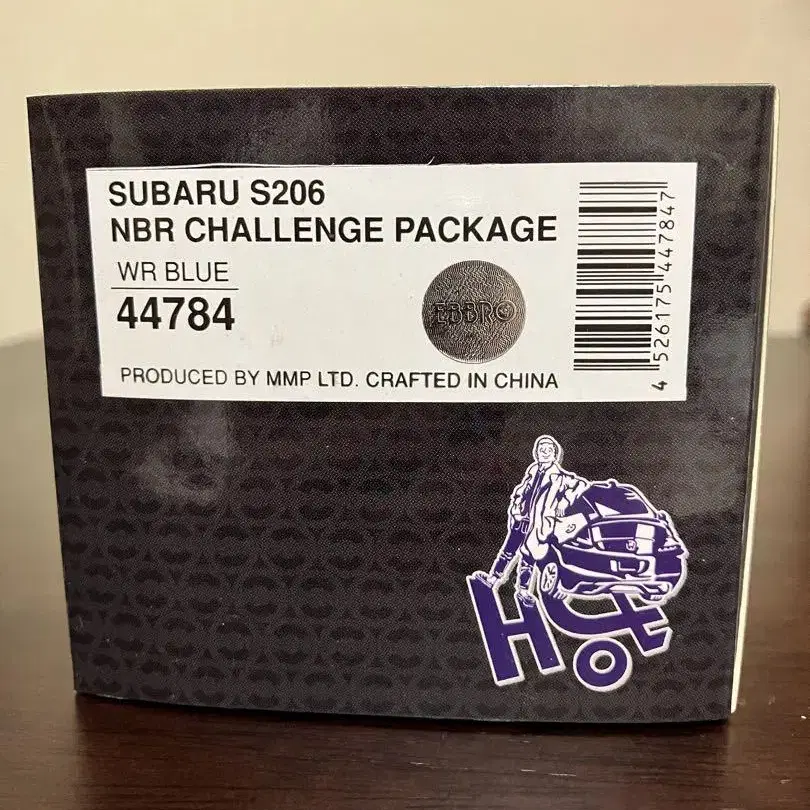 SUBARU S206
NBR CHALLENGE PACKAGE
WR BLUE
44784
EBBRO
PRODUCED BY MMP LTD. CRAFTED IN CHINA
4 526175 447847